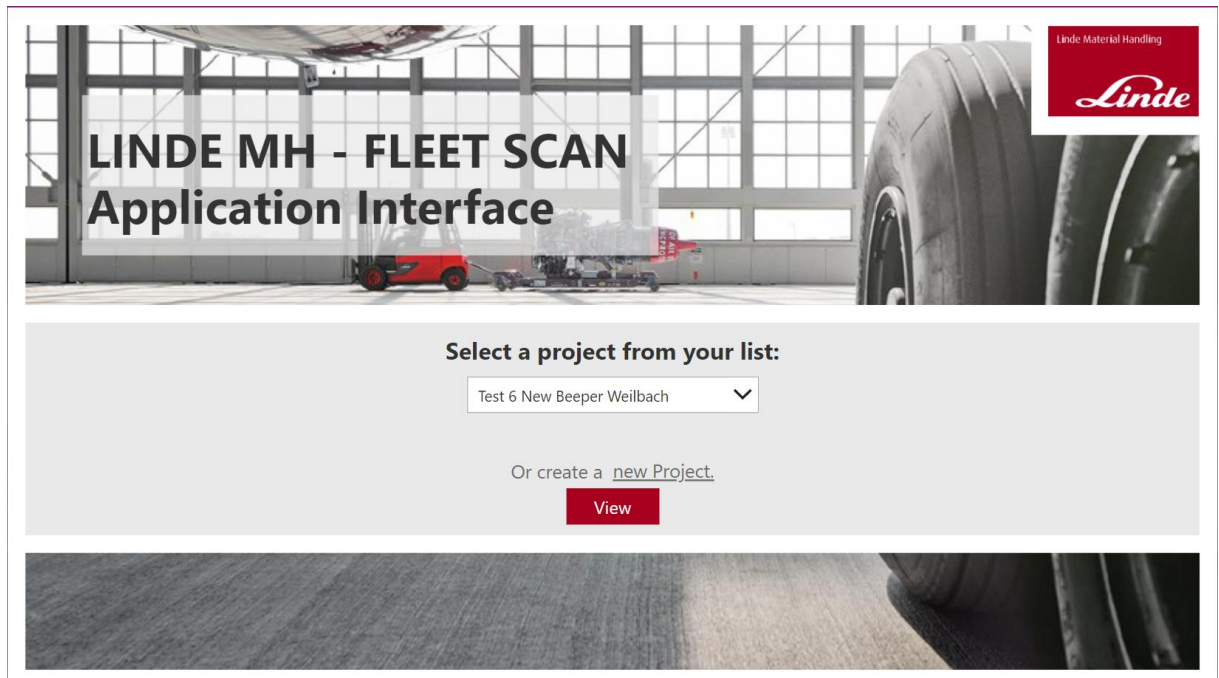 Linde Material Handling
Linde
LINDE MH - FLEET SCAN
Application Interface
Select a project from your list:
Test 6 New Beeper Weilbach
Or create a new Project.
View